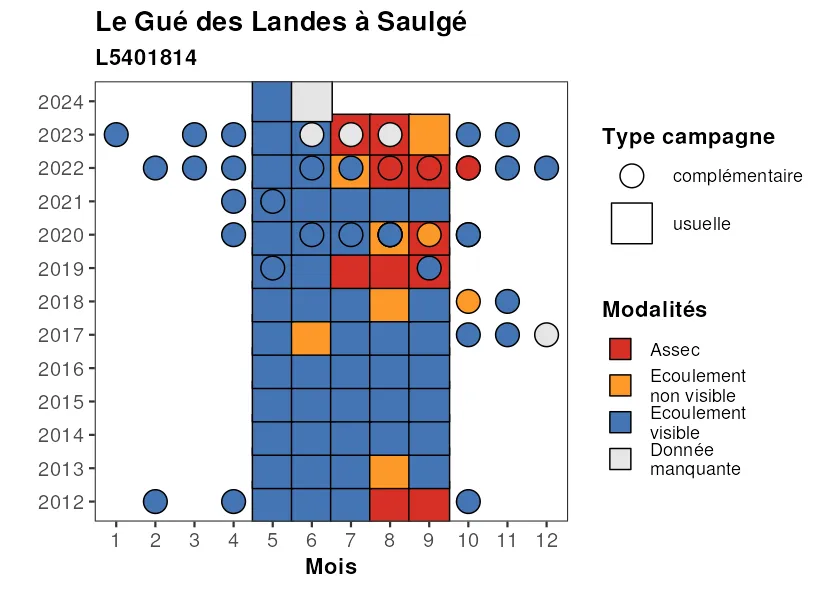 Le Gué des Landes à Saulgé
L5401814
2024
2023
2022
2021
2020
2019
2018
2017
2016
2015
2014
2013
2012
1 2 3 4 5 6 7 8 9 10 11 12
Mois
Type campagne
complémentaire
usuelle
Modalités
Assec
Ecoulement
non visible
Ecoulement
visible
Donnée
manquante